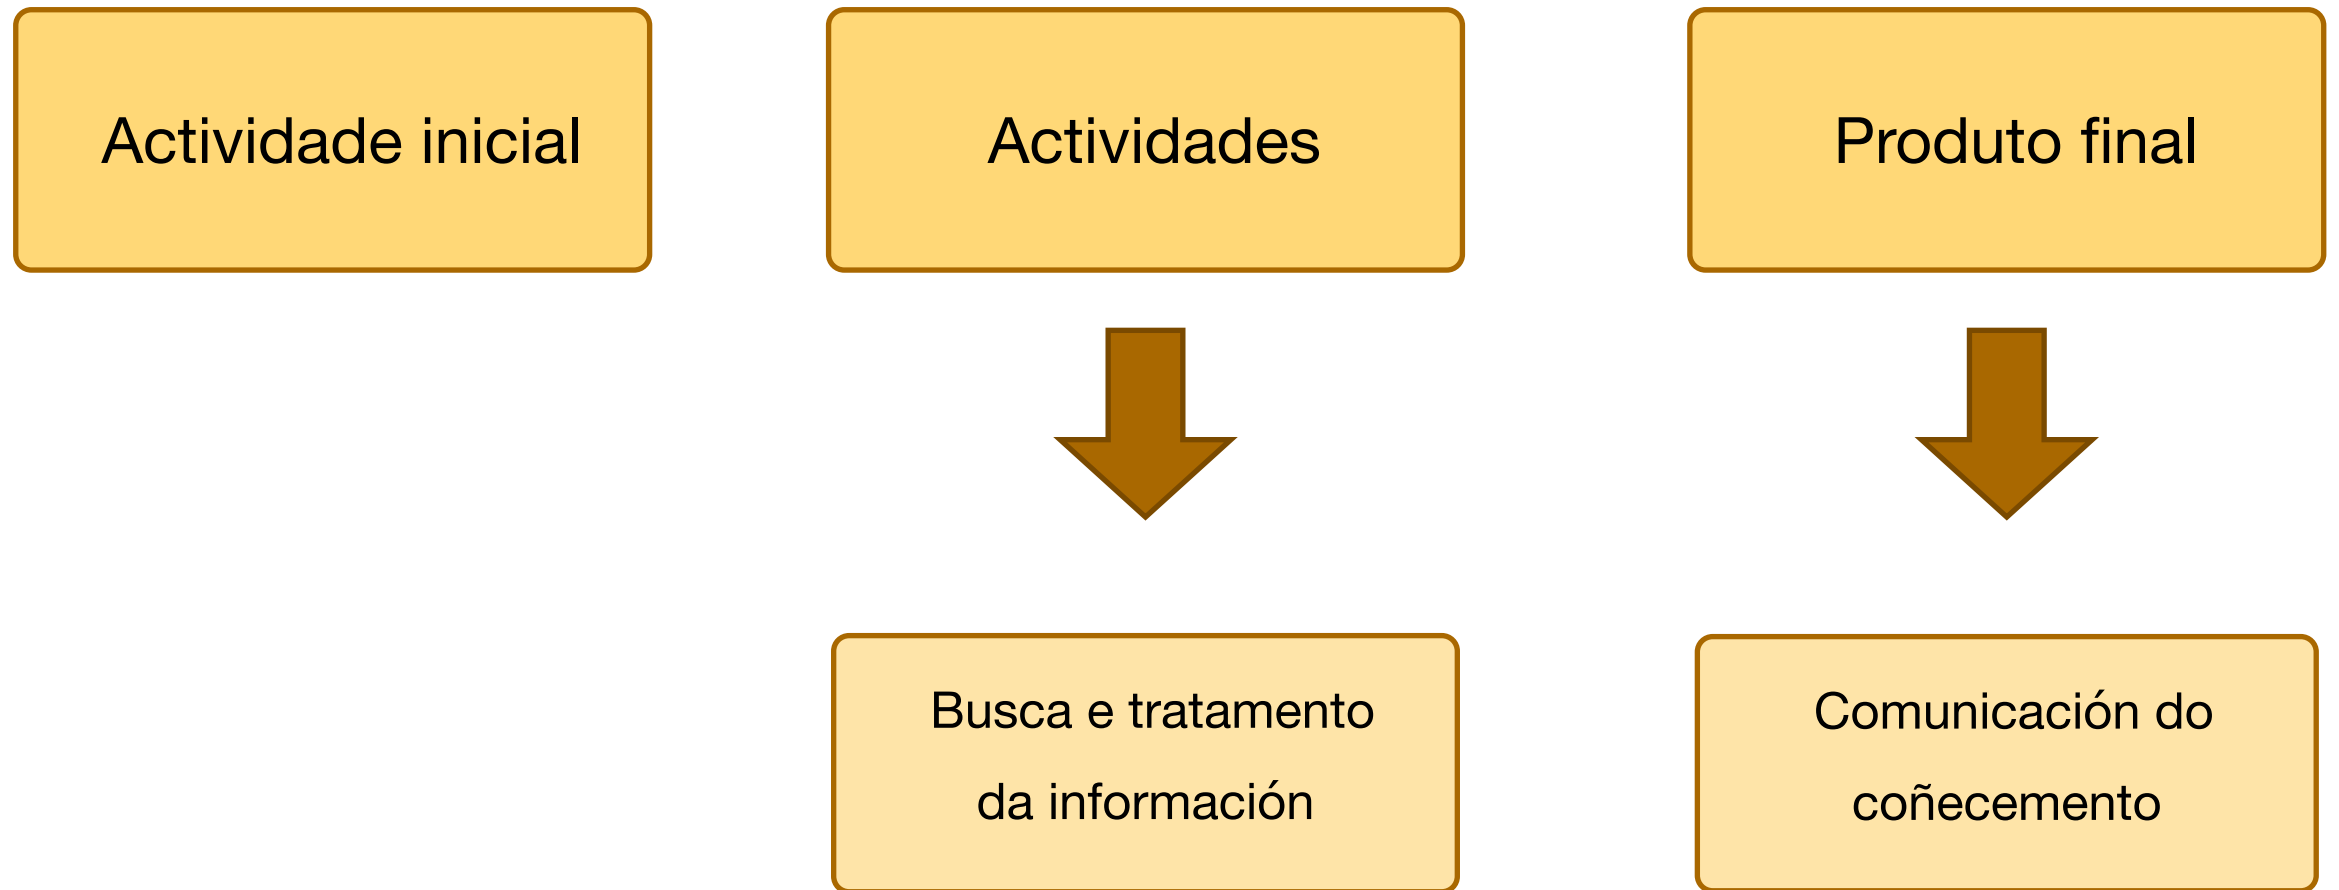 Actividade inicial
Actividades
Produto final
Busca e tratamento
da información
Comunicación do
coñecemento